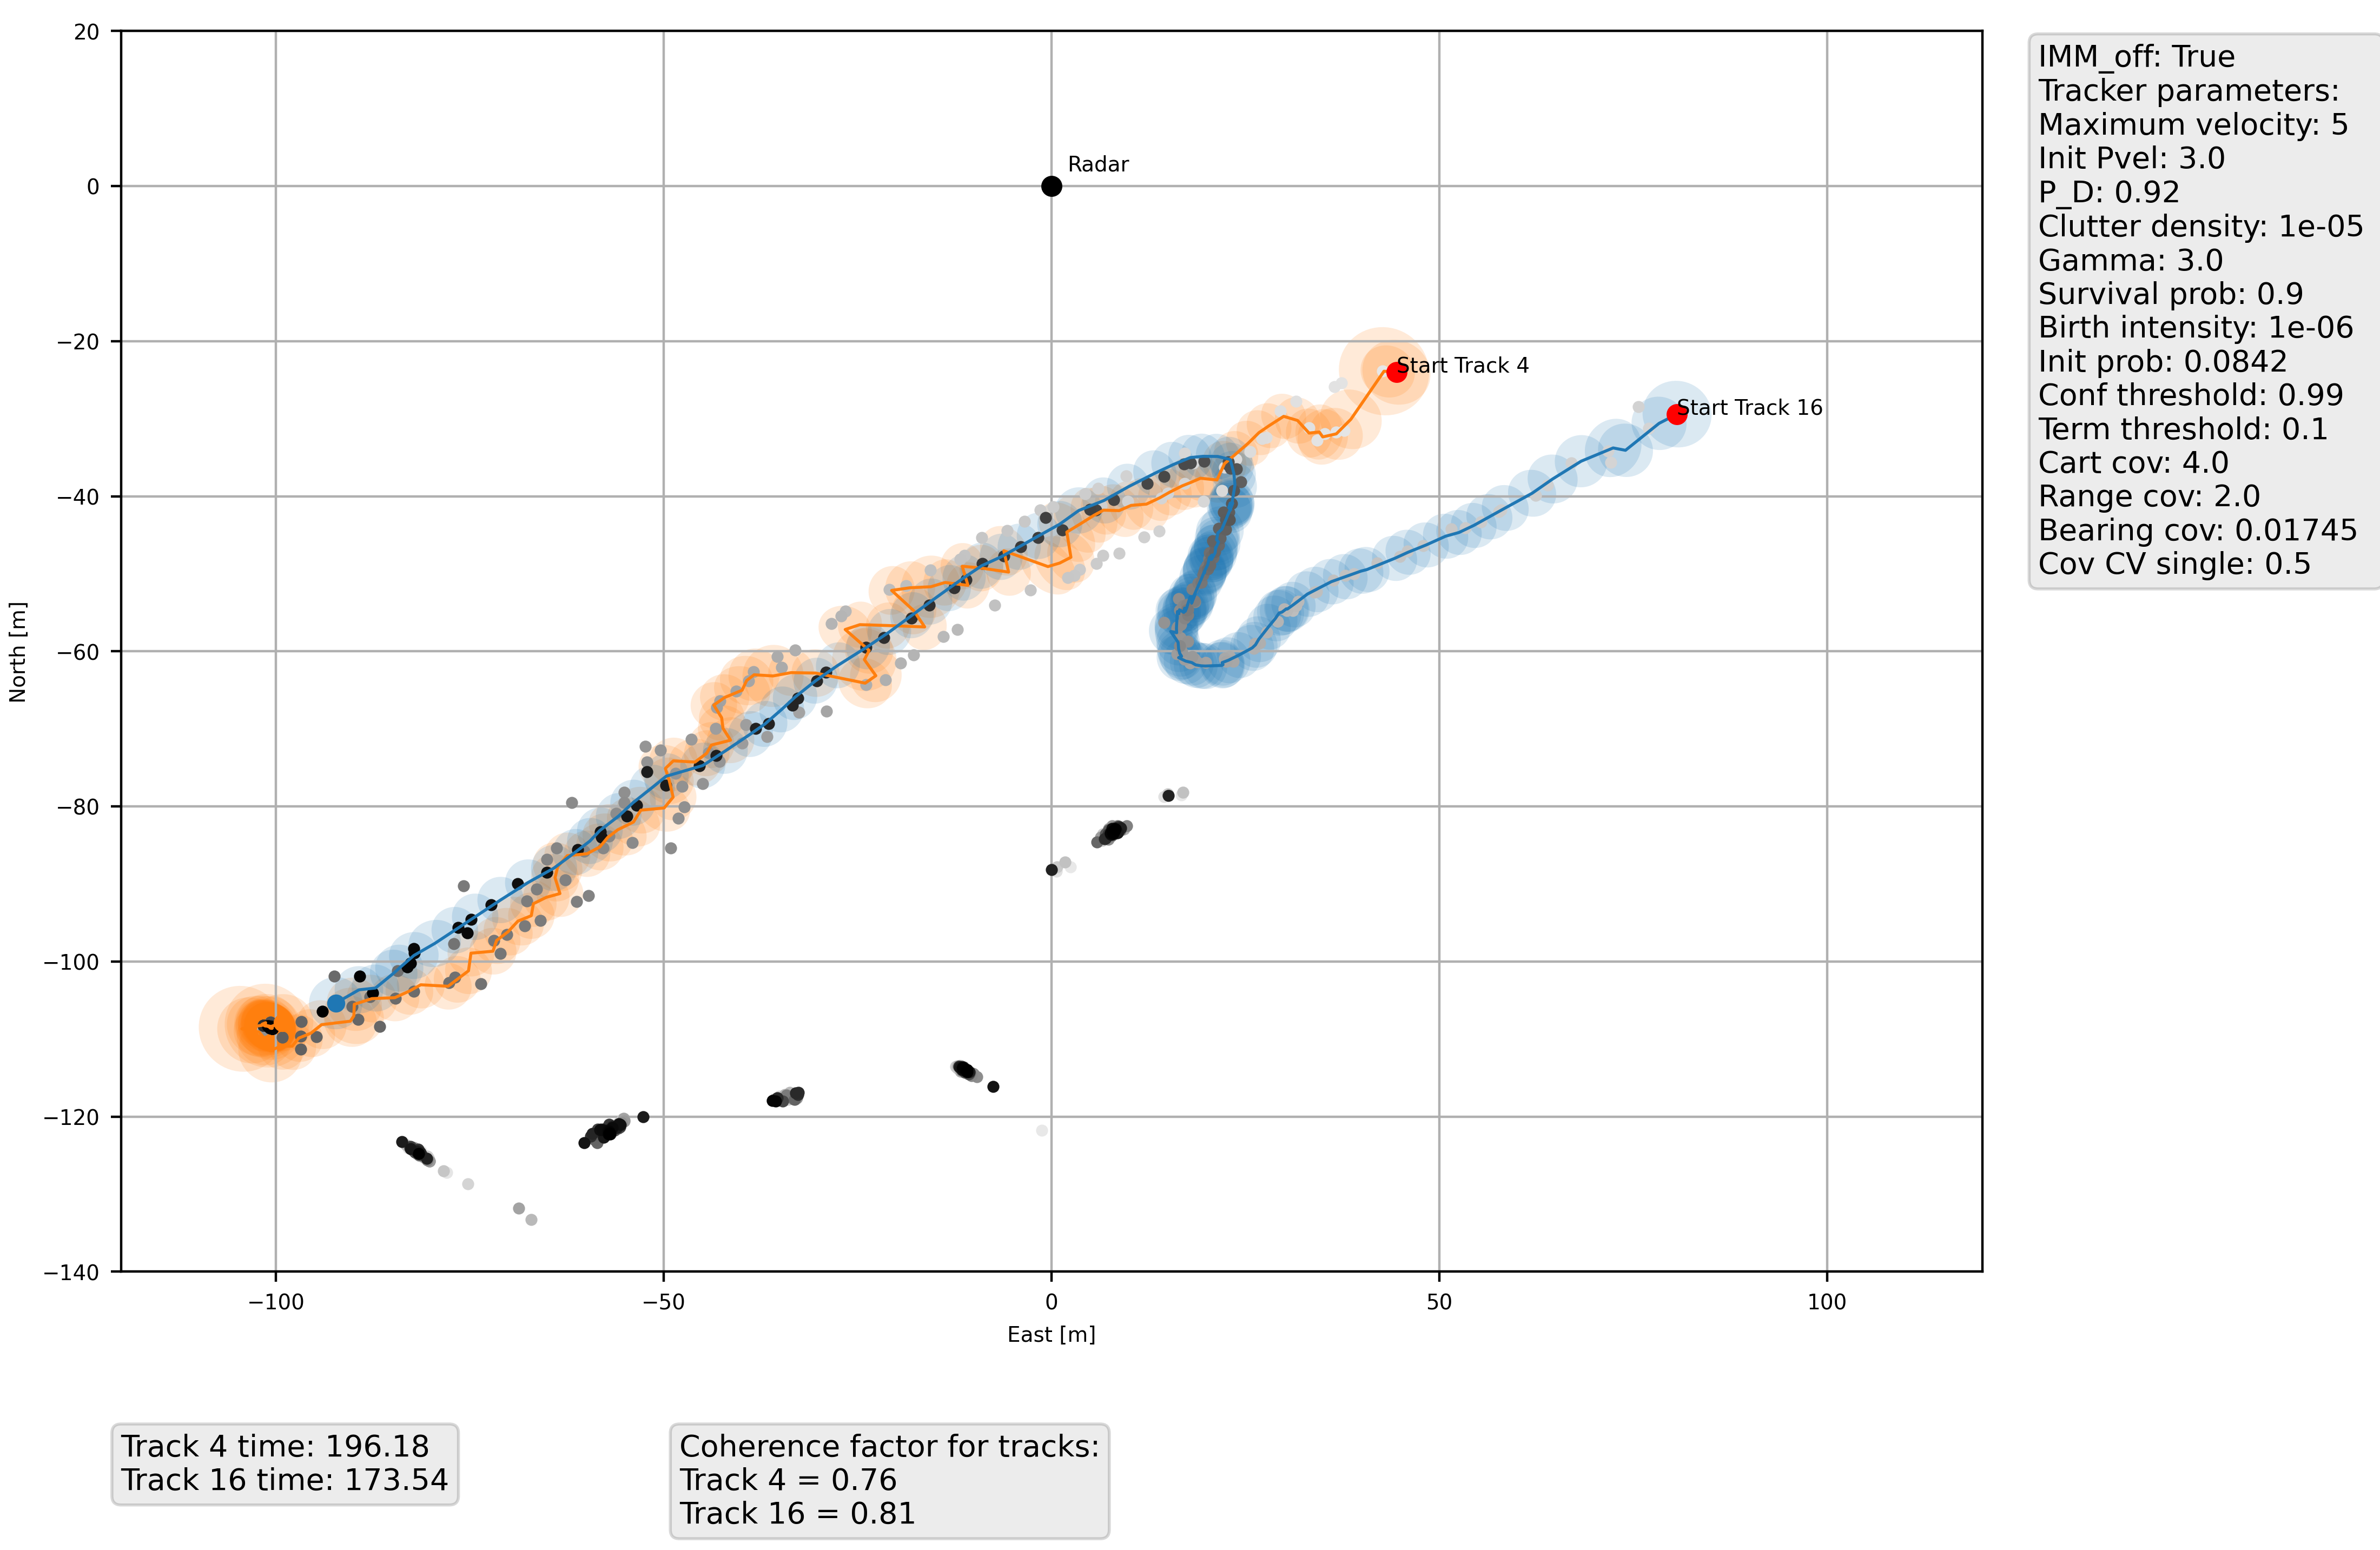 20
0
−20
−40
−60
−80
−100
−120
−140
North [m]
−100
−50
0
50
100
East [m]
Radar
Start Track 4
Start Track 16
IMM_off: True
Tracker parameters:
Maximum velocity: 5
Init Pvel: 3.0
P_D: 0.92
Clutter density: 1e-05
Gamma: 3.0
Survival prob: 0.9
Birth intensity: 1e-06
Init prob: 0.0842
Conf threshold: 0.99
Term threshold: 0.1
Cart cov: 4.0
Range cov: 2.0
Bearing cov: 0.01745
Cov CV single: 0.5
Track 4 time: 196.18
Track 16 time: 173.54
Coherence factor for tracks:
Track 4 = 0.76
Track 16 = 0.81